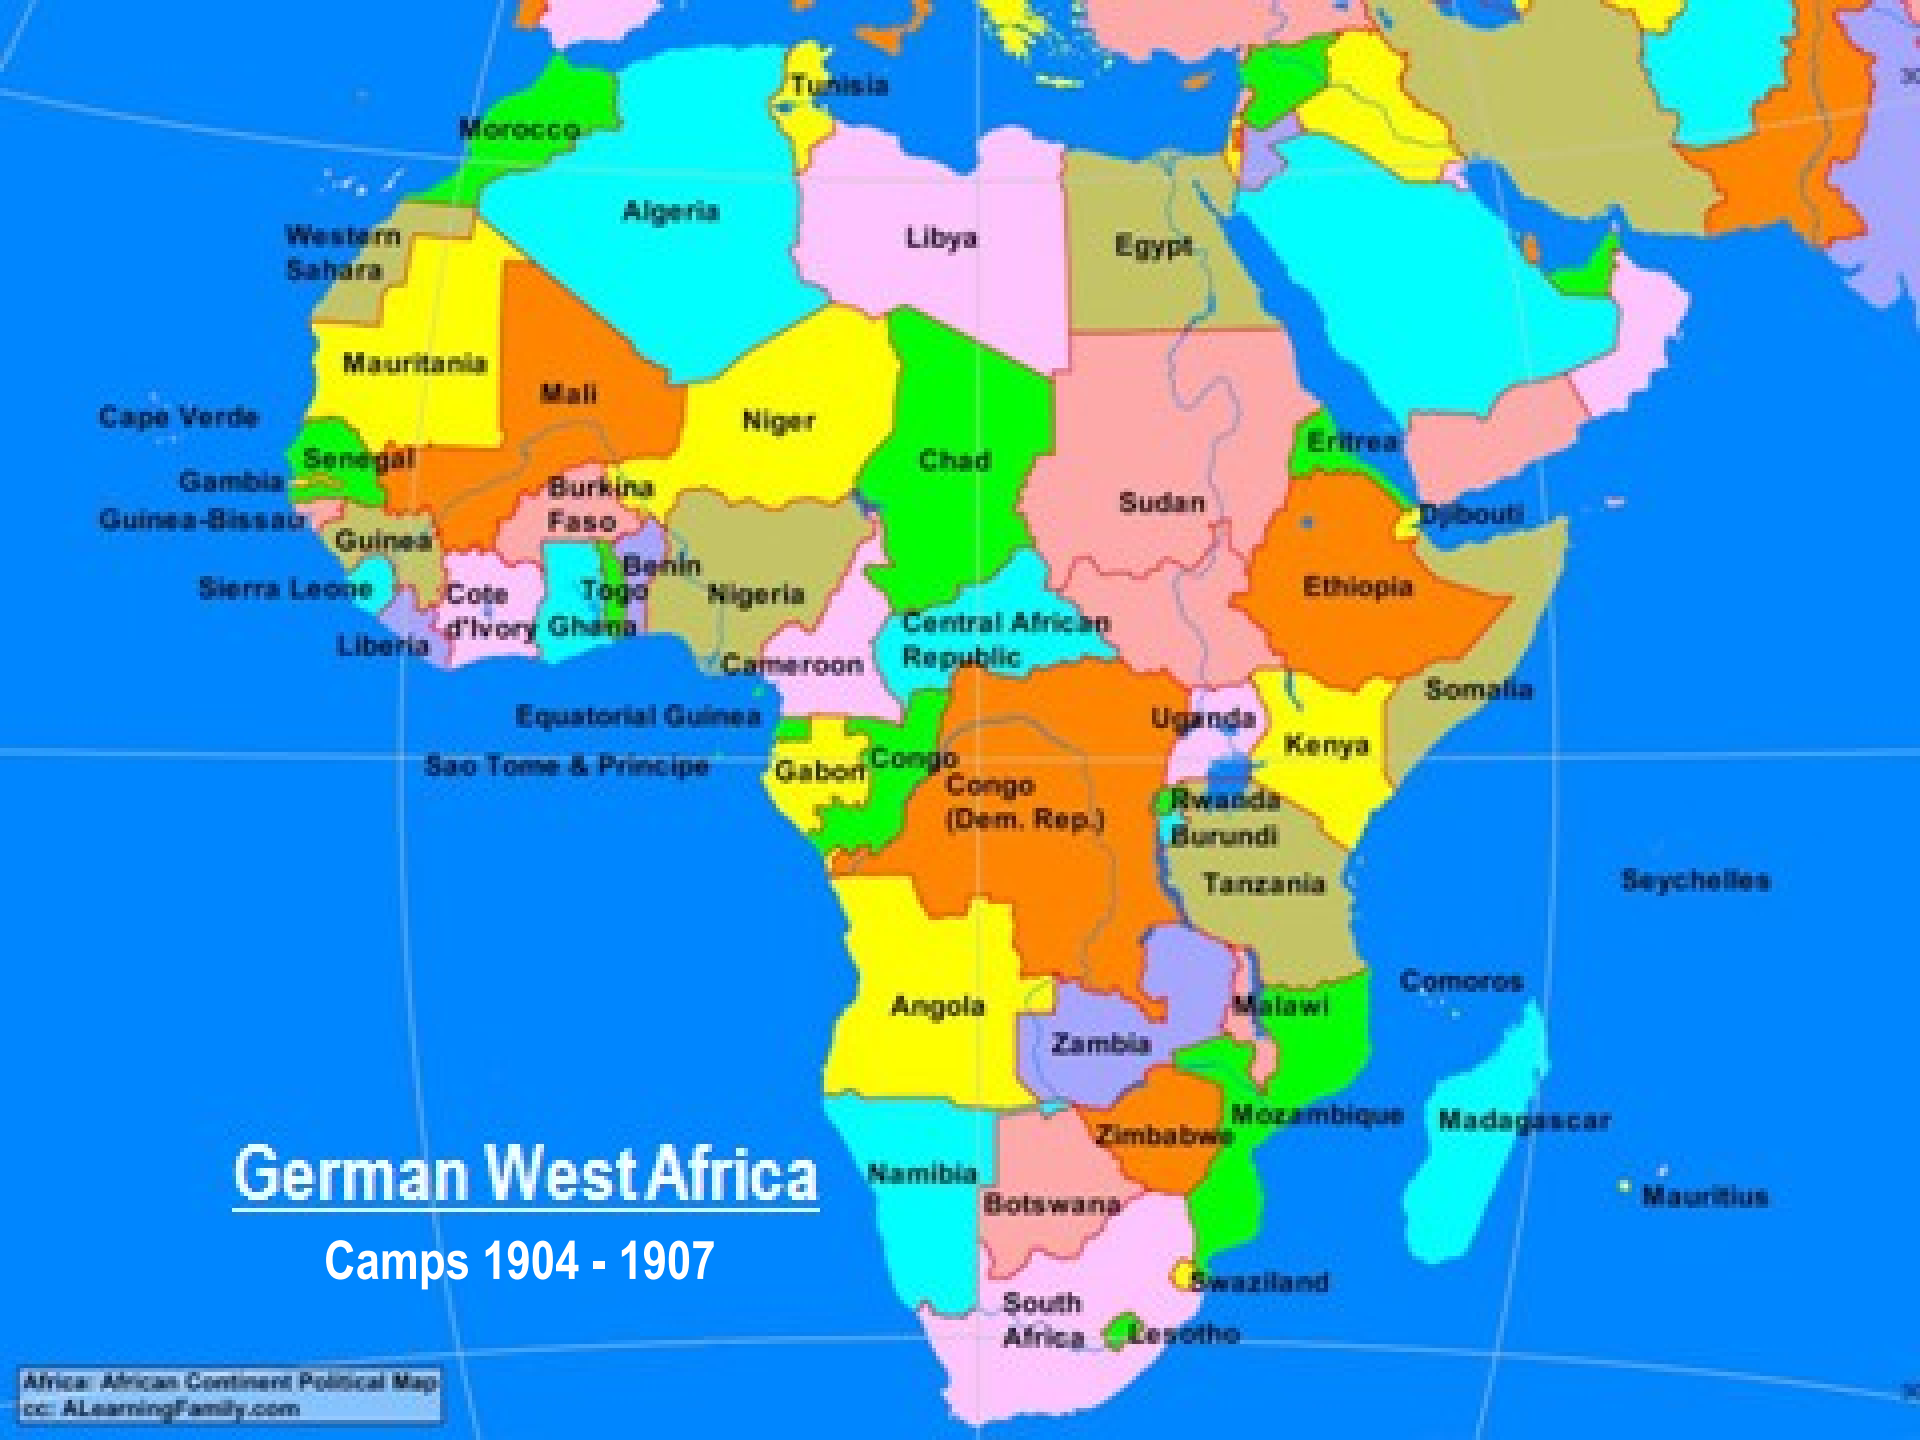 Tunisia
Morocco
Algeria
Libya
Egypt
Western
Sahara
Mauritania
Mali
Niger
Chad
Sudan
Eritrea
Cape Verde
Senegal
Gambia
Guinea-Bissau
Guinea
Burkina
Faso
Djibouti
Benin
Togo
Nigeria
Ethiopia
Sierra Leone
Cote
d'Ivory
Ghana
Liberia
Central African
Republic
Cameroon
Somalia
Equatorial Guinea
Uganda
Kenya
Sao Tome & Principe
Gabon
Congo
Congo
(Dem. Rep.)
Rwanda
Burundi
Tanzania
Seychelles
Comoros
Angola
Malawi
Zambia
Mozambique
Madagascar
Zimbabwe
German West Africa
Namibia
Botswana
Mauritius
Camps 1904 - 1907
Swaziland
South
Africa
Lesotho
Africa: African Continent Political Map
cc: ALearningFamily.com